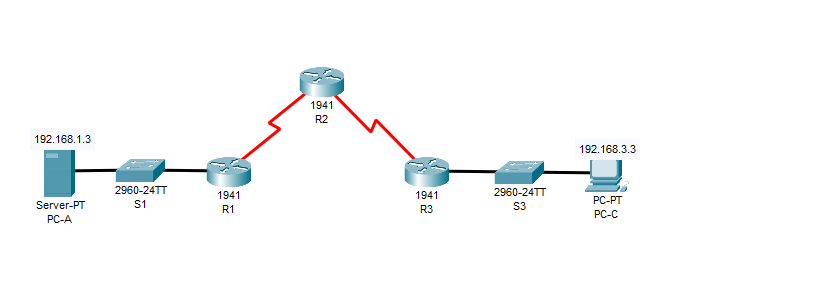 1941
R2
192.168.1.3
Server-PT
PC-A
2960-24TT
S1
1941
R1
1941
R3
2960-24TT
S3
192.168.3.3
PC-PT
PC-C